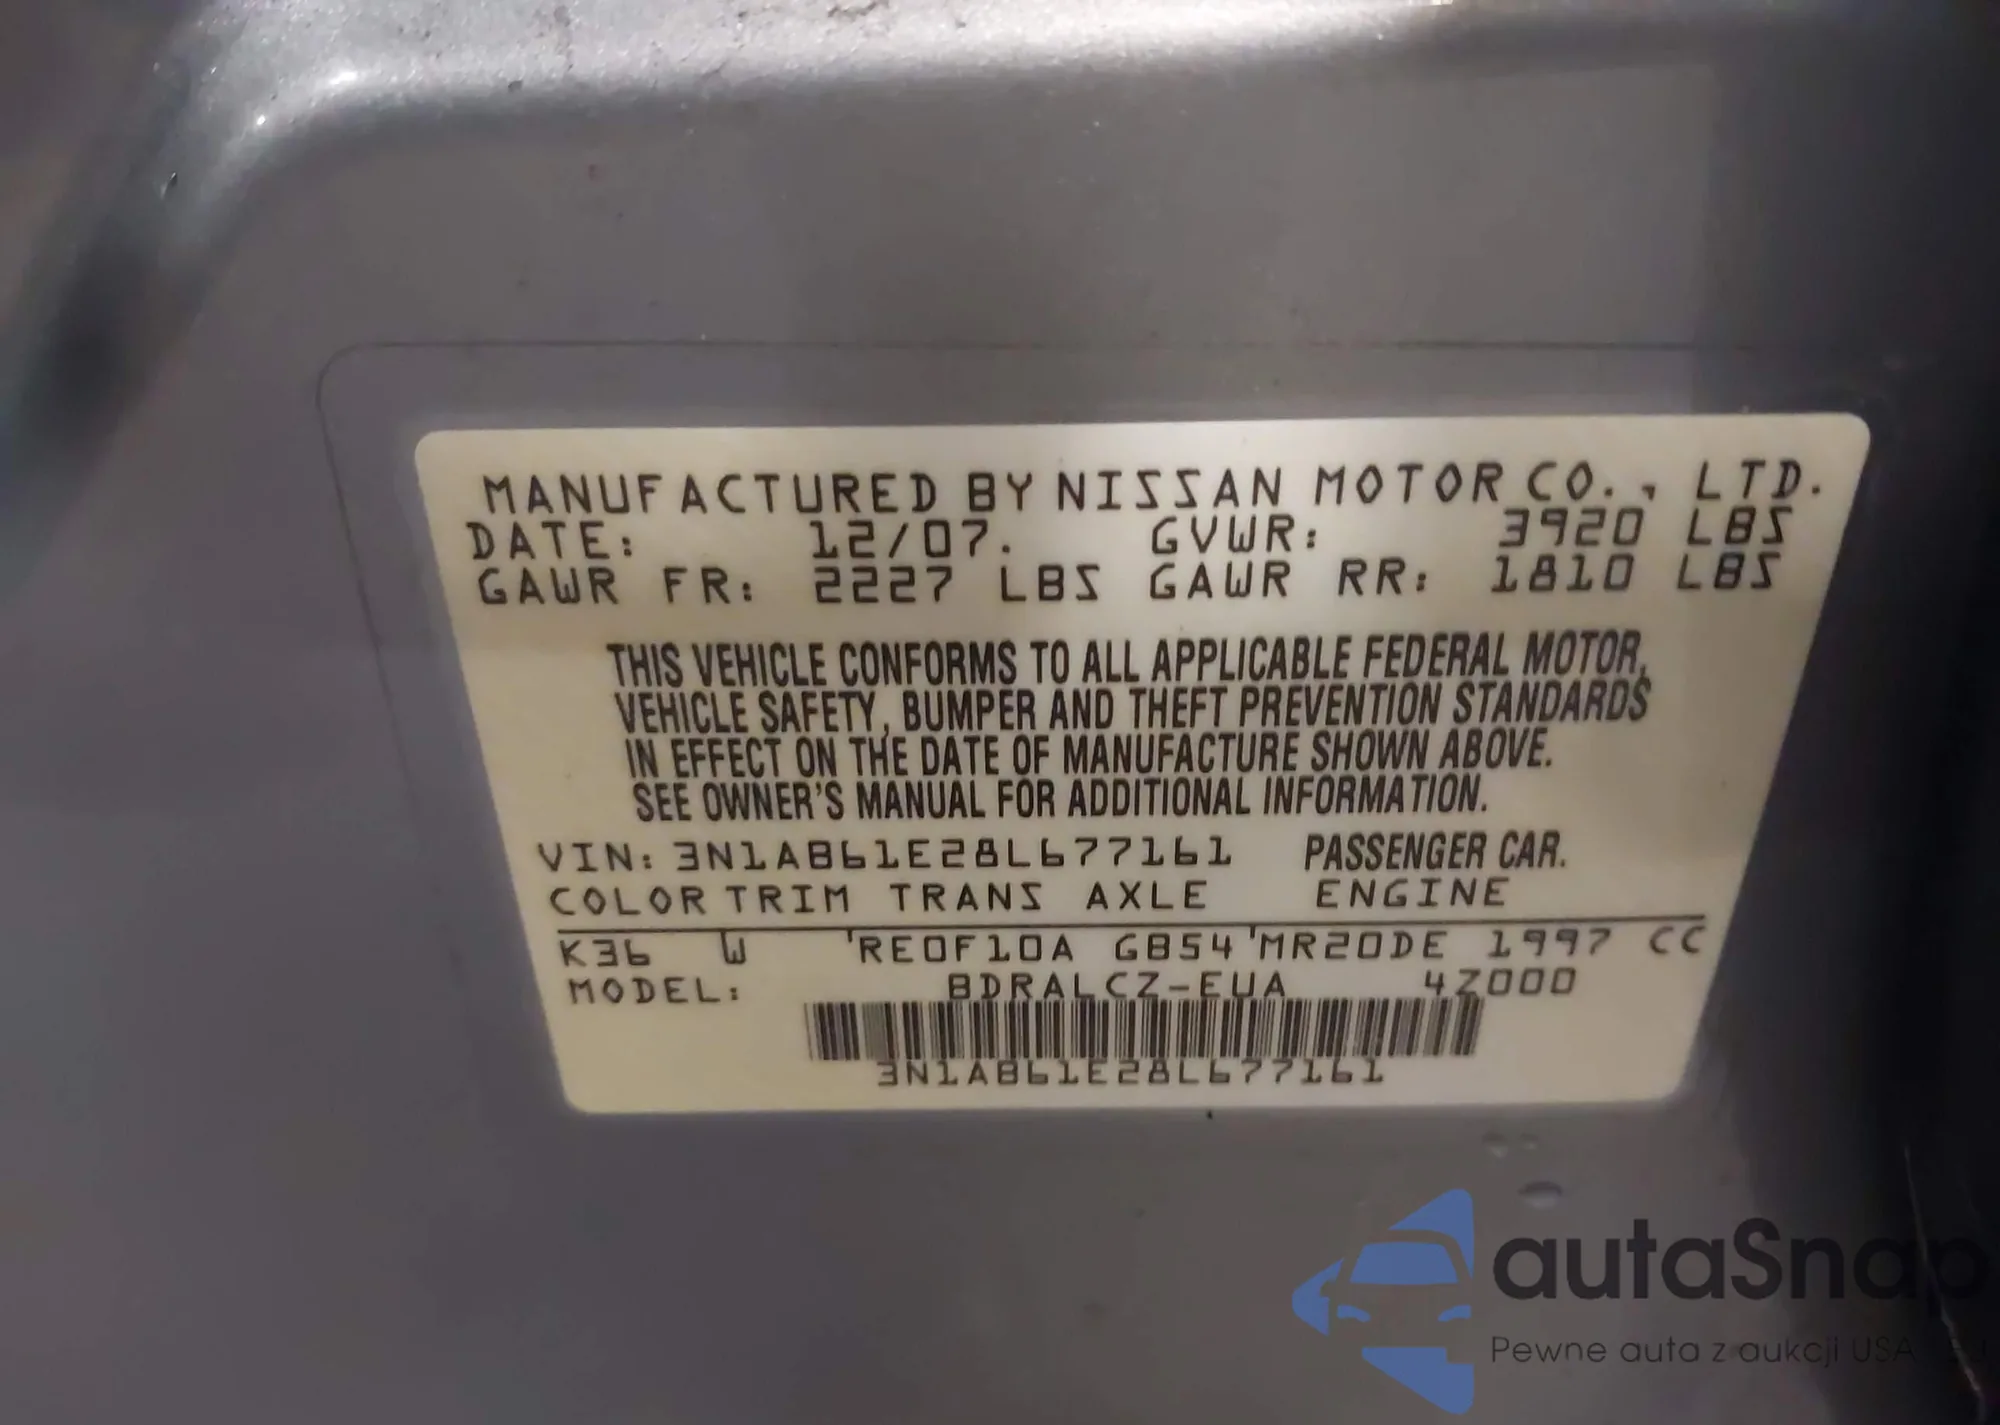 MANUFACTURED BY NISSAN MOTOR CO., LTD.
DATE: 12/07. GVWR: 3920 LBS
GAWR FR: 2227 LBS GAWR RR: 1810 LBS
THIS VEHICLE CONFORMS TO ALL APPLICABLE FEDERAL MOTOR,
VEHICLE SAFETY, BUMPER AND THEFT PREVENTION STANDARDS
IN EFFECT ON THE DATE OF MANUFACTURE SHOWN ABOVE.
SEE OWNER'S MANUAL FOR ADDITIONAL INFORMATION.
VIN: 3N1AB61E28L677161 PASSENGER CAR.
COLOR TRIM TRANS AXLE ENGINE
K36 W 'RE0F10A GB54 'MR20DE 1997 CC
MODEL: BDRALCZ-EUA 4Z000
3N1AB61E28L677161
autaSnap
Pewne auta z aukcji USA